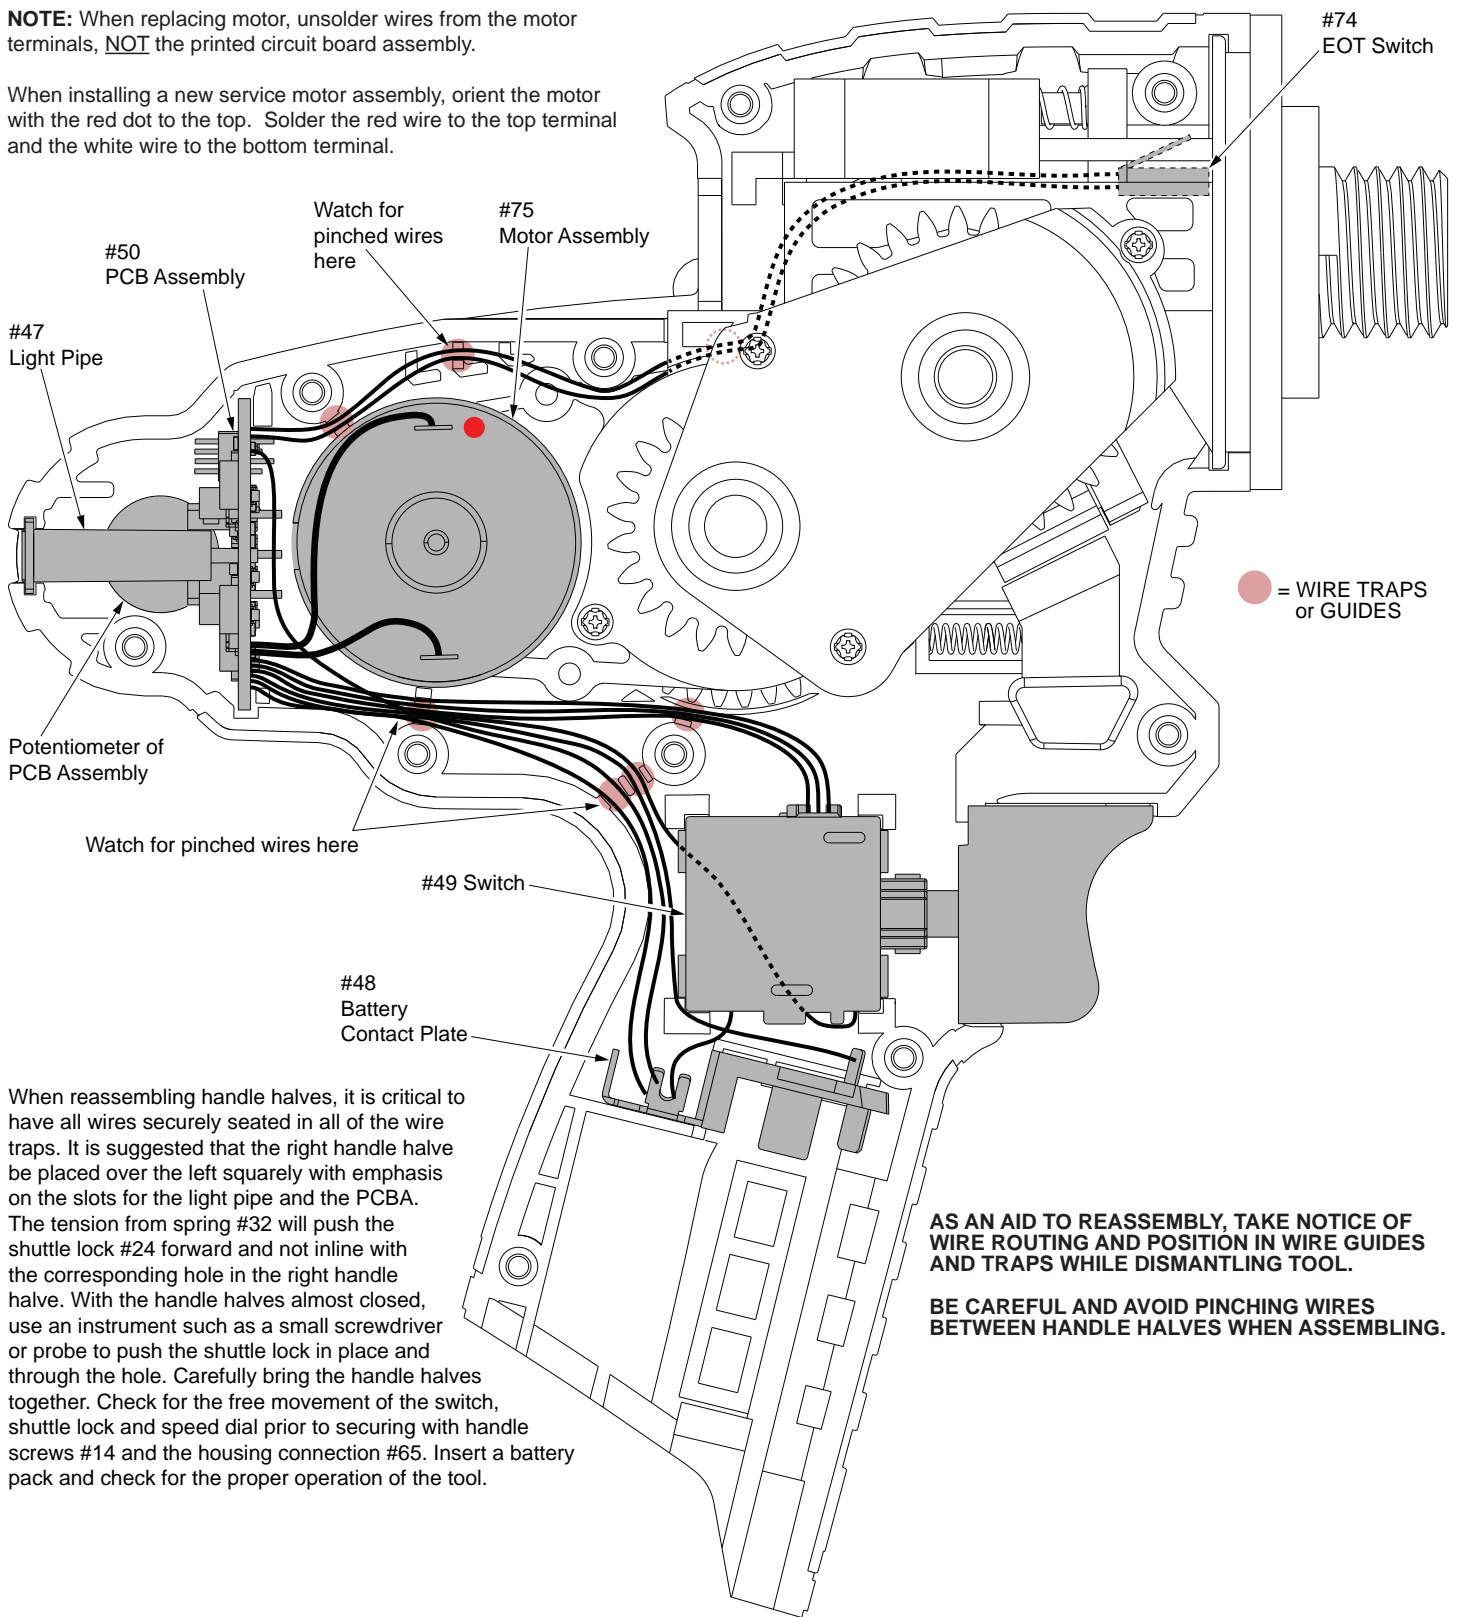 NOTE: When replacing motor, unsolder wires from the motor
terminals, NOT the printed circuit board assembly.
When installing a new service motor assembly, orient the motor
with the red dot to the top.  Solder the red wire to the top terminal
and the white wire to the bottom terminal.
#74
EOT Switch
Watch for
pinched wires
here
#75
Motor Assembly
#50
PCB Assembly
#47
Light Pipe
= WIRE TRAPS
or GUIDES
Potentiometer of
PCB Assembly
Watch for pinched wires here
#49 Switch
#48
Battery
Contact Plate
When reassembling handle halves, it is critical to
have all wires securely seated in all of the wire
traps. It is suggested that the right handle halve
be placed over the left squarely with emphasis
on the slots for the light pipe and the PCBA.
The tension from spring #32 will push the
shuttle lock #24 forward and not inline with
the corresponding hole in the right handle
halve. With the handle halves almost closed,
use an instrument such as a small screwdriver
or probe to push the shuttle lock in place and
through the hole. Carefully bring the handle halves
together. Check for the free movement of the switch,
shuttle lock and speed dial prior to securing with handle
screws #14 and the housing connection #65. Insert a battery
pack and check for the proper operation of the tool.
AS AN AID TO REASSEMBLY, TAKE NOTICE OF
WIRE ROUTING AND POSITION IN WIRE GUIDES
AND TRAPS WHILE DISMANTLING TOOL.
BE CAREFUL AND AVOID PINCHING WIRES
BETWEEN HANDLE HALVES WHEN ASSEMBLING.